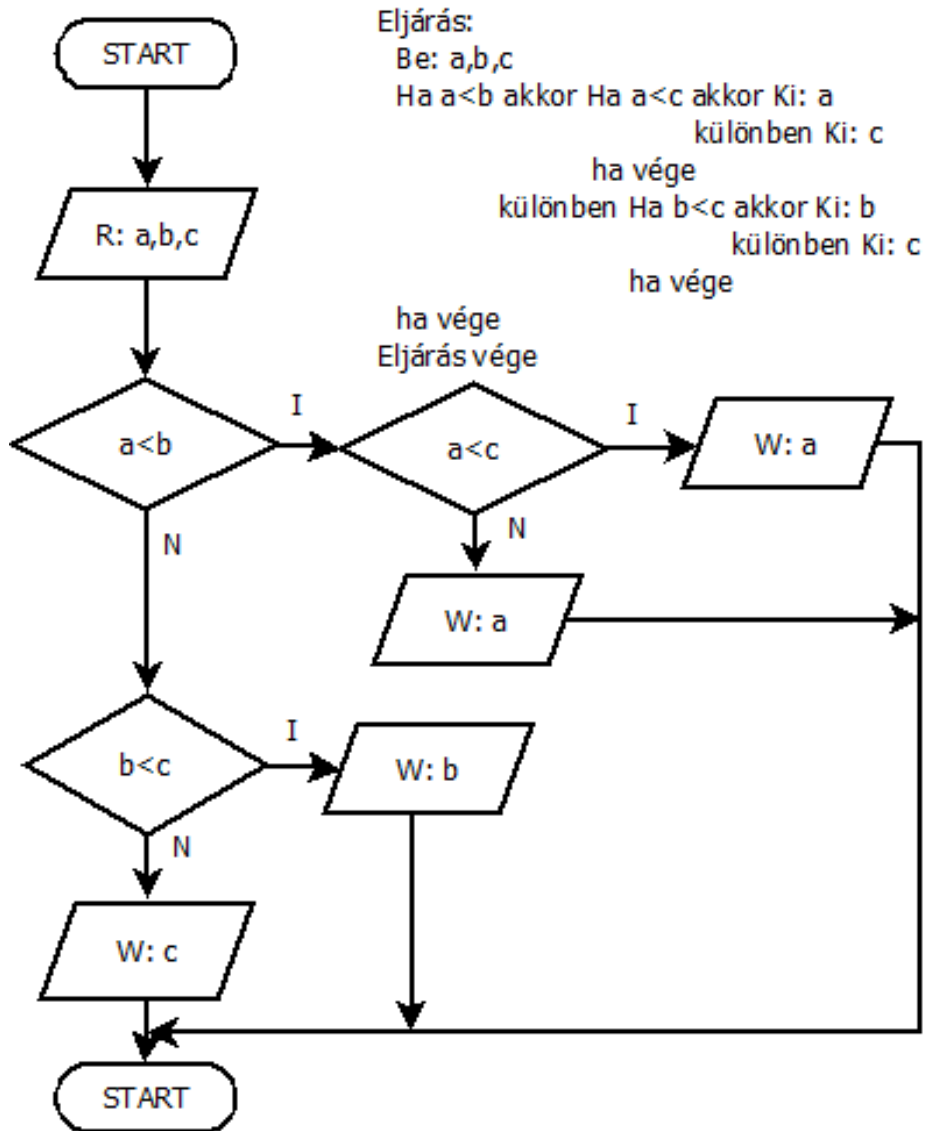 START
Eljárás:
Be: a,b,c
Ha a<b akkor Ha a<c akkor Ki: a
különben Ki: c
ha vége
különben Ha b<c akkor Ki: b
különben Ki: c
ha vége
ha vége
Eljárás vége
R: a,b,c
a<b
I
a<c
I
W: a
N
N
W: a
b<c
I
W: b
N
W: c
START